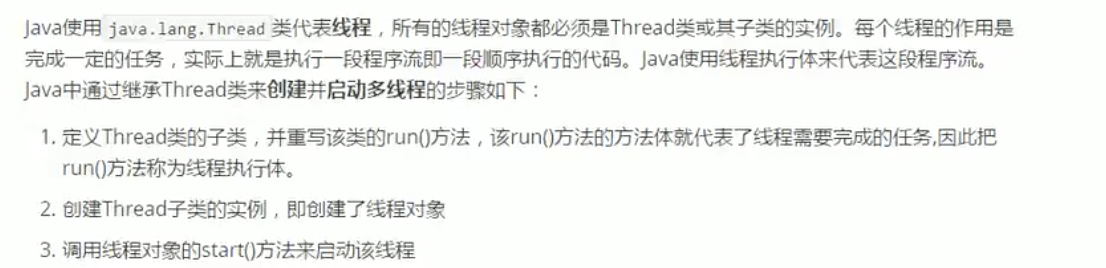 Java使用 java.lang.Thread 类代表线程，所有的线程对象都必须是Thread类或其子类的实例。每个线程的作用是
完成一定的任务，实际上就是执行一段程序流即一段顺序执行的代码。Java使用线程执行体来代表这段程序流。
Java中通过继承Thread类来创建并启动多线程的步骤如下：
1. 定义Thread类的子类，并重写该类的run()方法，该run()方法的方法体就代表了线程需要完成的任务,因此把
run()方法称为线程执行体。
2. 创建Thread子类的实例，即创建了线程对象
3. 调用线程对象的start()方法来启动该线程